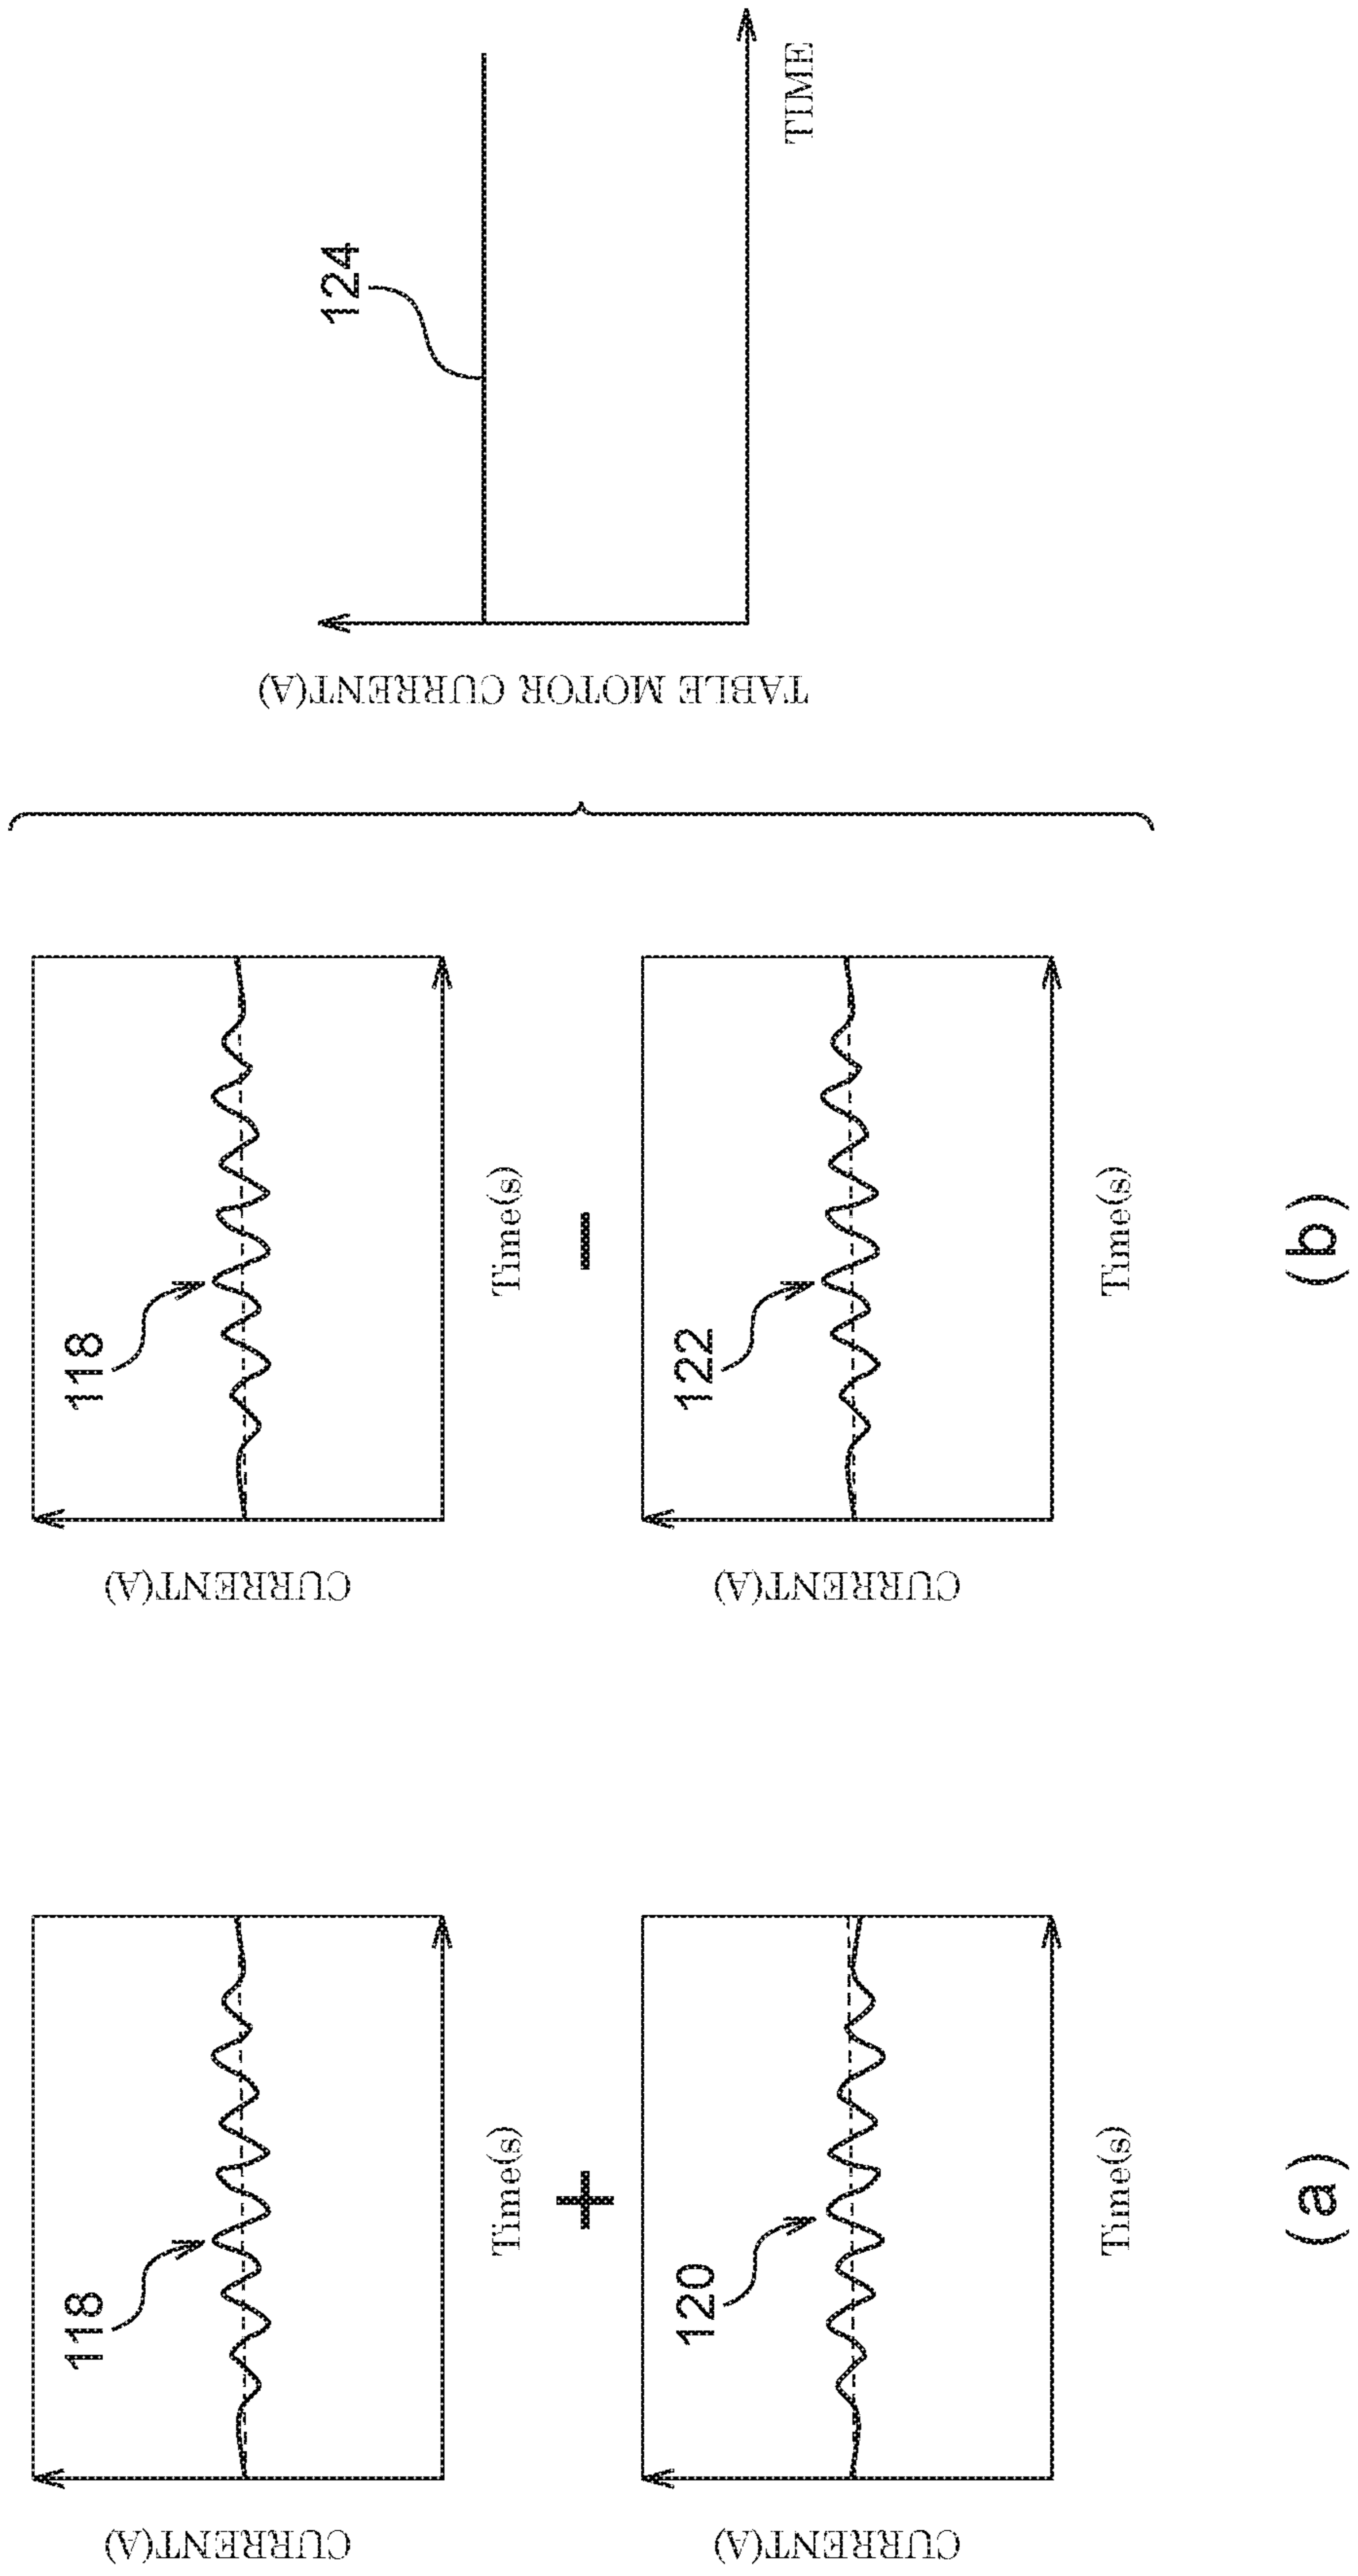 CURRENT(A)
118
Time(s)
+
CURRENT(A)
120
Time(s)
(a)
CURRENT(A)
118
Time(s)
−
CURRENT(A)
122
Time(s)
(b)
TABLE MOTOR CURRENT(A)
124
TIME